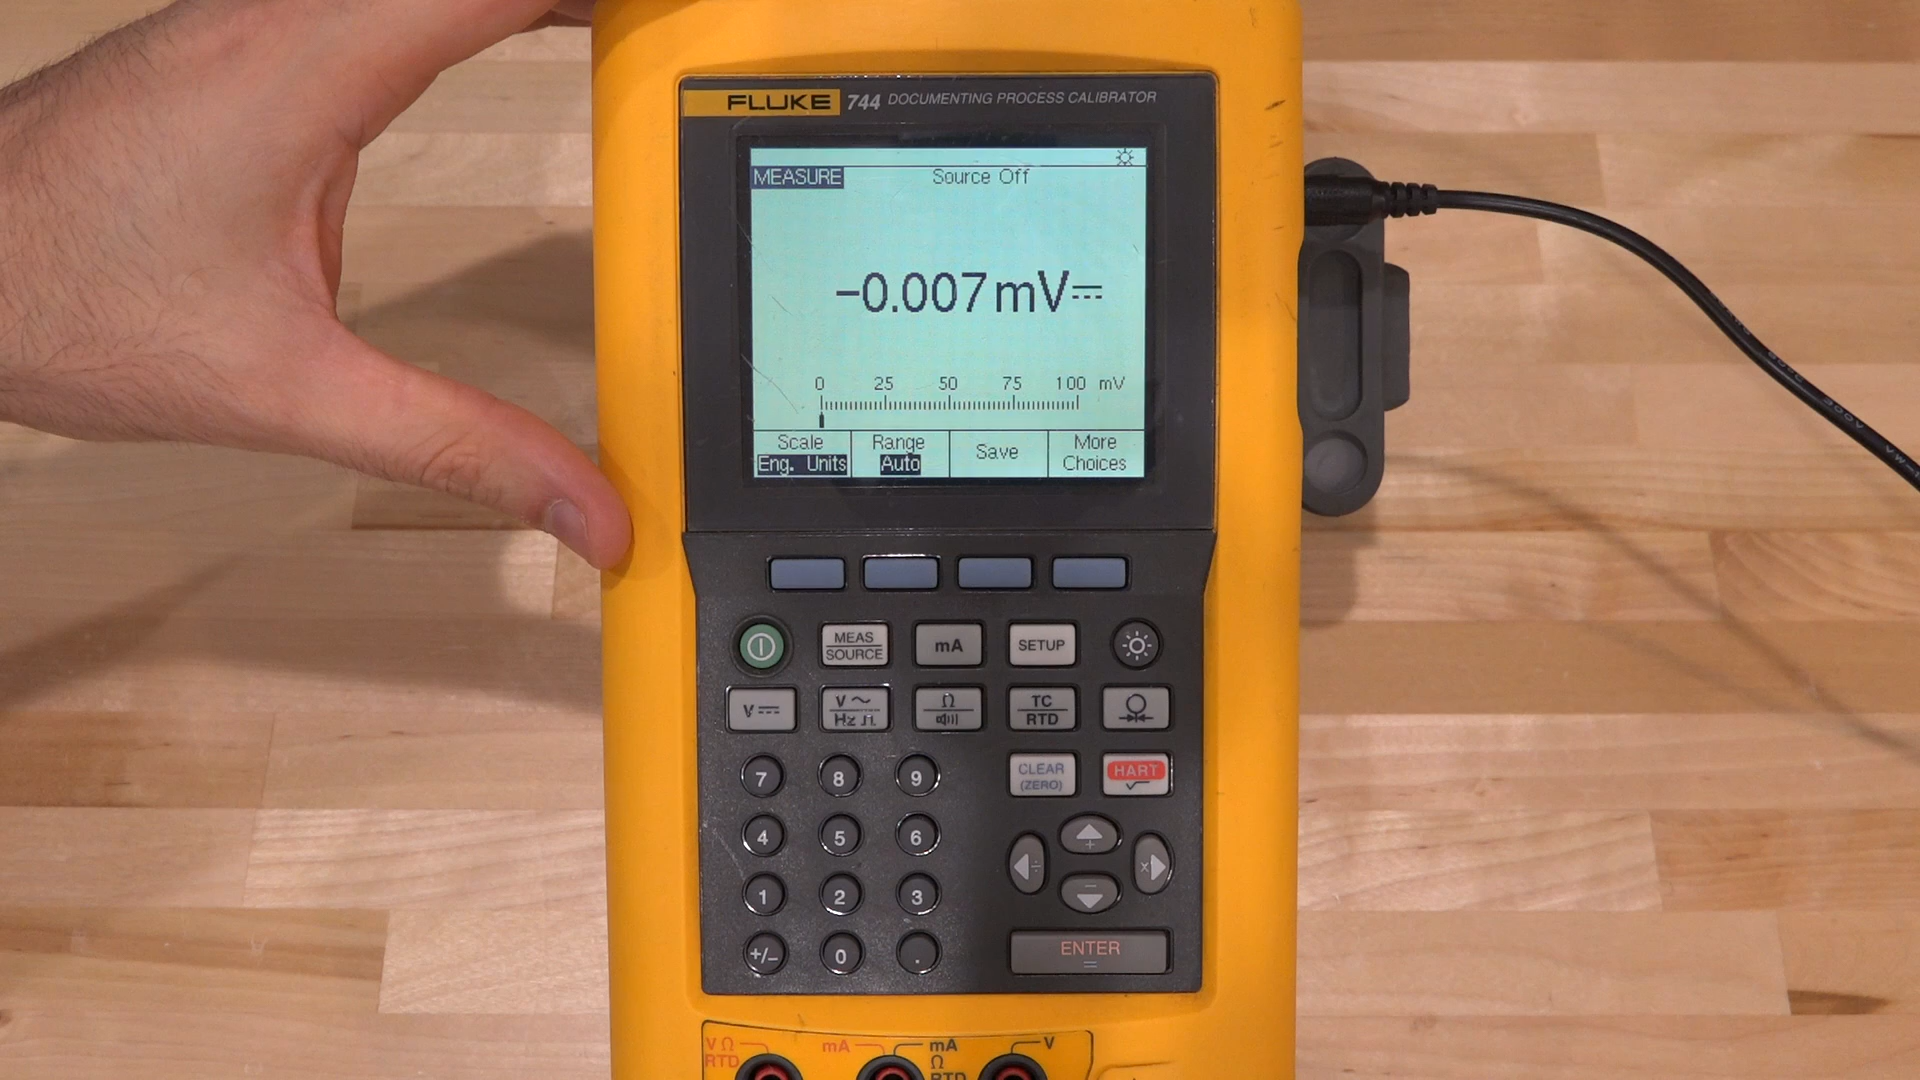 FLUKE 744 DOCUMENTING PROCESS CALIBRATOR
MEASURE Source Off
-0.007 mV
0 25 50 75 100 mV
Scale Range Save More
Eng. Units Auto Choices
MEAS SOURCE mA SETUP
V V Hz Ω TC RTD
7 8 9 CLEAR (ZERO) HART
4 5 6 +
÷ ×
1 2 3 −
+/− 0 . ENTER =
VΩ mA mA V
RTD Ω
RTD